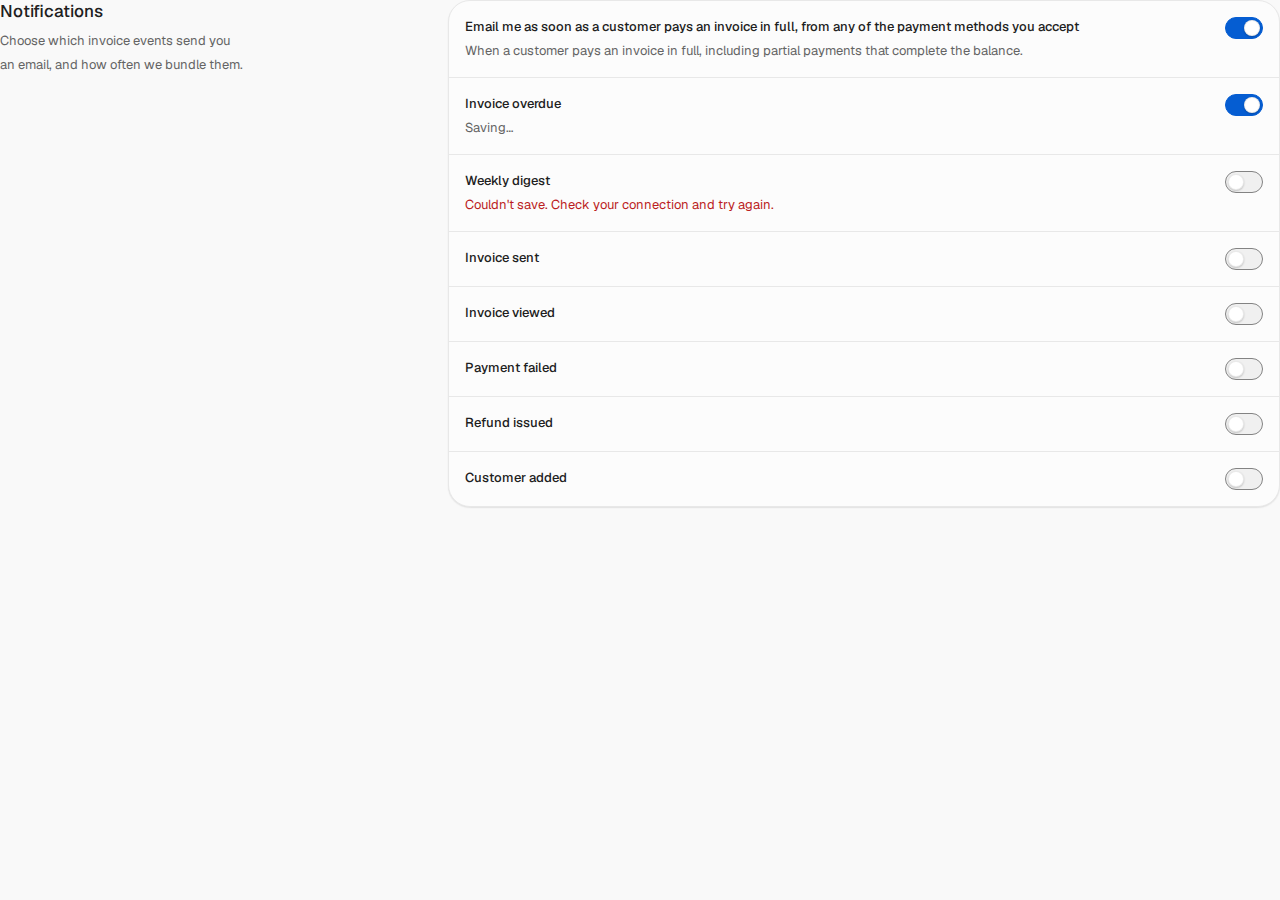 Notifications
Choose which invoice events send you
an email, and how often we bundle them.
Email me as soon as a customer pays an invoice in full, from any of the payment methods you accept
When a customer pays an invoice in full, including partial payments that complete the balance.
Invoice overdue
Saving…
Weekly digest
Couldn't save. Check your connection and try again.
Invoice sent
Invoice viewed
Payment failed
Refund issued
Customer added